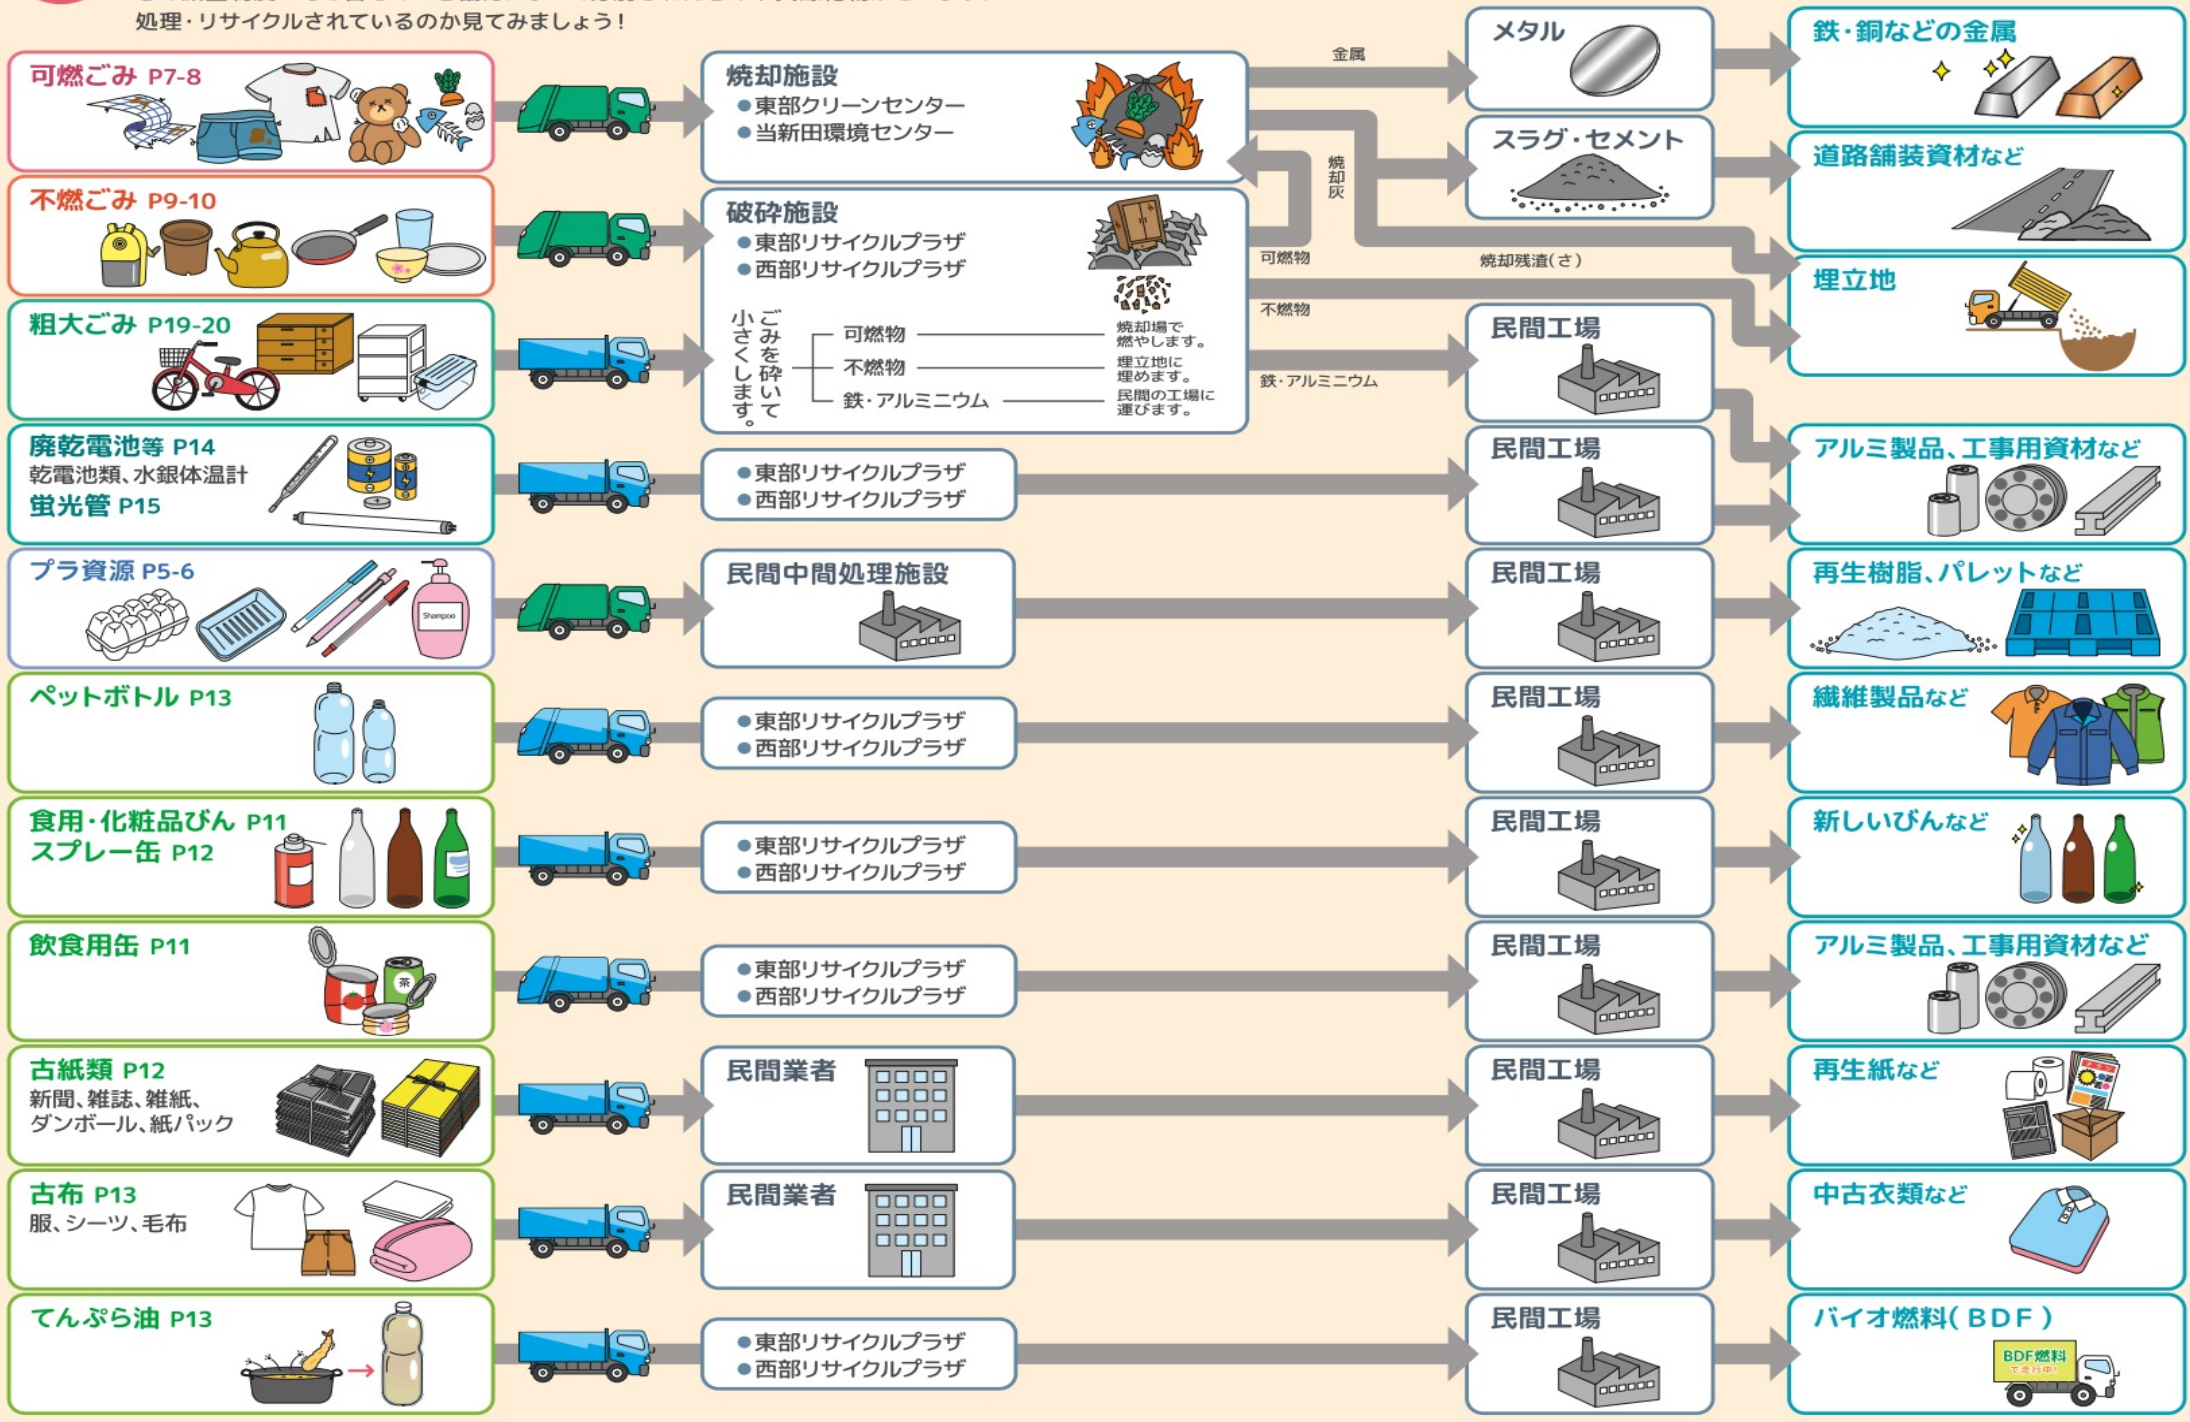 処理・リサイクルされているのか見てみましょう!
可燃ごみ P7-8
焼却施設
●東部クリーンセンター
●当新田環境センター
金属
メタル
鉄・銅などの金属
焼却灰
スラグ・セメント
道路舗装資材など
不燃ごみ P9-10
破砕施設
●東部リサイクルプラザ
●西部リサイクルプラザ
可燃物
焼却残渣(さ)
埋立地
不燃物
粗大ごみ P19-20
ごみを砕いて
小さくします。
可燃物
焼却場で
燃やします。
不燃物
埋立地に
埋めます。
鉄・アルミニウム
民間の工場に
運びます。
鉄・アルミニウム
民間工場
廃乾電池等 P14
乾電池類、水銀体温計
蛍光管 P15
●東部リサイクルプラザ
●西部リサイクルプラザ
民間工場
アルミ製品、工事用資材など
プラ資源 P5-6
Shampoo
民間中間処理施設
民間工場
再生樹脂、パレットなど
ペットボトル P13
●東部リサイクルプラザ
●西部リサイクルプラザ
民間工場
繊維製品など
食用・化粧品びん P11
スプレー缶 P12
●東部リサイクルプラザ
●西部リサイクルプラザ
民間工場
新しいびんなど
飲食用缶 P11
茶
●東部リサイクルプラザ
●西部リサイクルプラザ
民間工場
アルミ製品、工事用資材など
古紙類 P12
新聞、雑誌、雑紙、
ダンボール、紙パック
民間業者
民間工場
再生紙など
古布 P13
服、シーツ、毛布
民間業者
民間工場
中古衣類など
てんぷら油 P13
●東部リサイクルプラザ
●西部リサイクルプラザ
民間工場
バイオ燃料(BDF)
BDF燃料
で走行中!